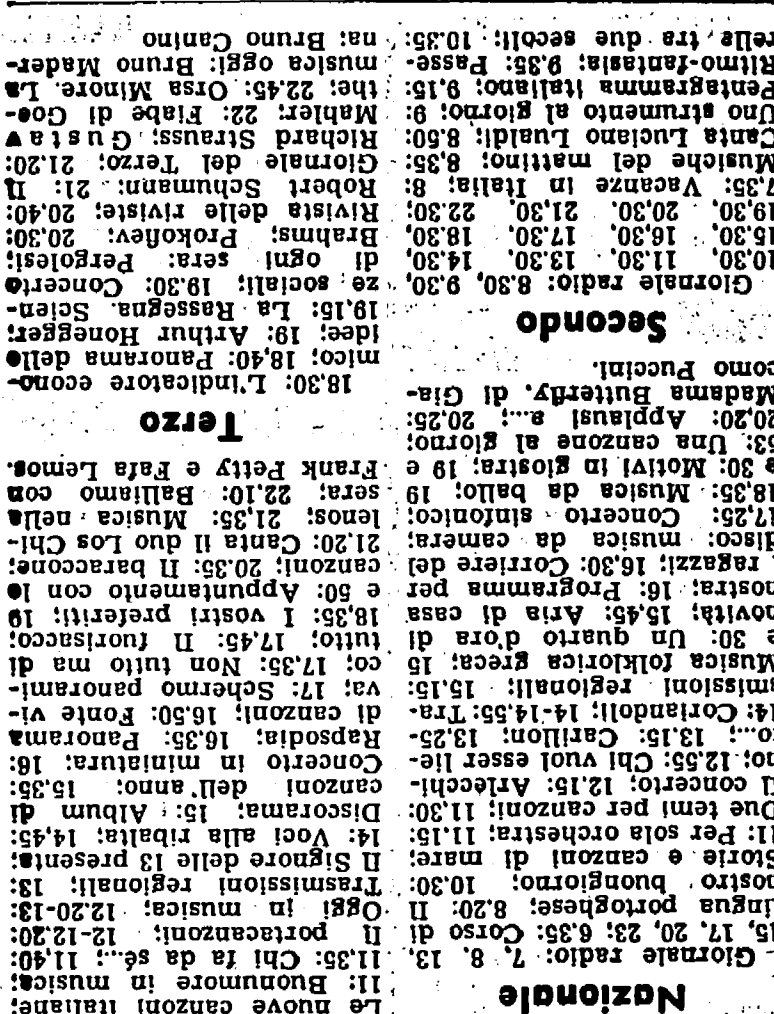 Nazionale
Giornale radio: 7, 8, 13,
15, 17, 20, 23; 6.35: Corso di
lingua portoghese; 8.20: Il
nostro buongiorno; 10.30:
Storie e canzoni di mare;
11: Per sola orchestra; 11.15:
Due temi per canzoni; 11.30:
Il concerto; 12.15: Arlecchi-
no; 12.55: Chi vuol esser lie-
to...; 13.15: Carillon; 13.25-
14: Coriandoli; 14-14.55: Tra-
smissioni regionali; 15.15:
Musica folklorica greca; 15
e 30: Un quarto d'ora di
novità; 15,45: Aria di casa
nostra; 16: Programma per
i ragazzi; 16,30: Corriere del
disco: musica da camera;
17,25: Concerto sinfonico;
18,35: Musica da ballo; 19
e 30: Motivi in giostra; 19 e
53: Una canzone al giorno;
20,20: Applausi a...; 20,25:
Madama Butterfly, di Gia-
como Puccini.
Secondo
Giornale radio: 8.30, 9.30,
10,30, 11.30, 13.30, 14,30,
15.30, 16,30, 17.30, 18,30,
19,30, 20.30, 21,30, 22.30;
7.35: Vacanze in Italia; 8:
Musiche del mattino; 8,35:
Canta Luciano Lualdi; 8.50:
Uno strumento al giorno; 9:
Pentagramma italiano; 9.15:
Ritmo-fantasia; 9.35: Passe-
relle tra due secoli; 10.35:
Le nuove canzoni italiane;
11: Buonumore in musica;
11.35: Chi fa da sé...; 11,40:
Il portacanzoni; 12-12.20:
Oggi in musica; 12.20-13:
Trasmissioni regionali; 13:
Il Signore delle 13 presenta;
14: Voci alla ribalta; 14,45:
Discorama; 15: Album di
canzoni dell'anno; 15.35:
Concerto in miniatura; 16:
Rapsodia; 16,35: Panorama
di canzoni; 16.50: Fonte vi-
va; 17: Schermo panorami-
co; 17,35: Non tutto ma di
tutto; 17,45: Il fuorisacco;
18,35: I vostri preferiti; 19
e 50: Appuntamento con le
canzoni; 20.35: Il baraccone;
21.20: Canta il duo Los Chi-
lenos; 21.35: Musica nella
sera; 22.10: Balliamo con
Frank Petty e Fafa Lemos.
Terzo
18,30: L'indicatore econo-
mico; 18,40: Panorama delle
idee; 19: Arthur Honegger;
19,15: La Rassegna. Scien-
ze sociali; 19.30: Concerto
di ogni sera: Pergolesi;
Brahms; Prokofiev; 20,30:
Rivista delle riviste; 20,40:
Robert Schumann; 21: Il
Giornale del Terzo; 21.20:
Richard Strauss; Gustav
Mahler; 22: Fiabe di Goe-
the; 22.45: Orsa Minore. La
musica oggi: Bruno Mader-
na; Bruno Canino